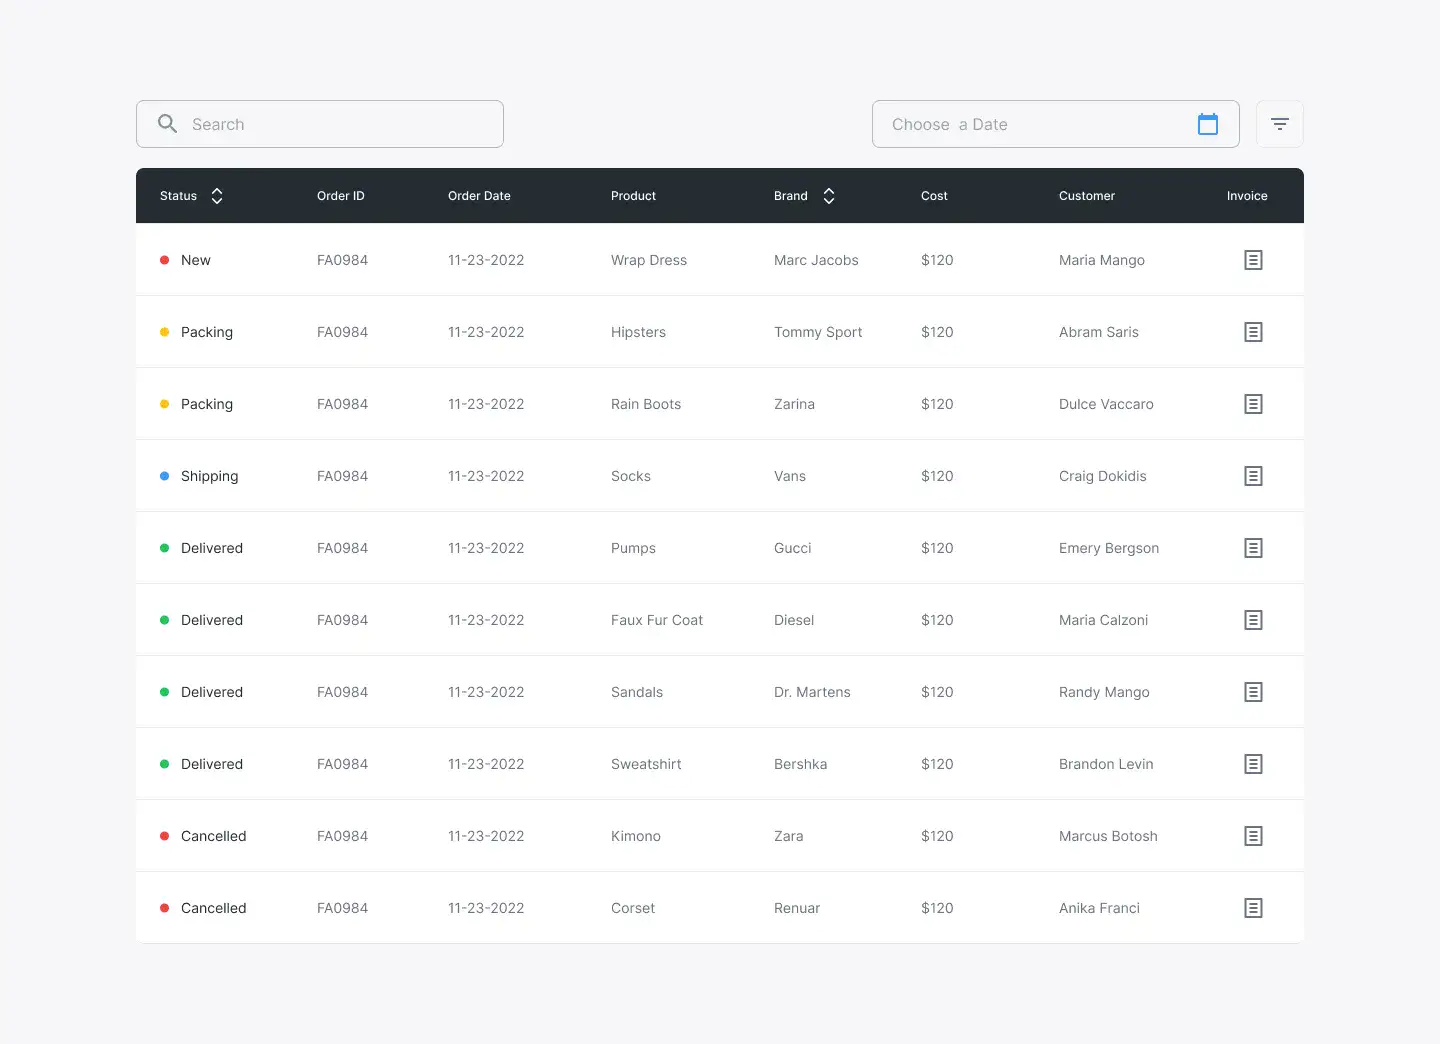 Search
Choose  a Date
Status Order ID Order Date Product Brand Cost Customer Invoice
New FA0984 11-23-2022 Wrap Dress Marc Jacobs $120 Maria Mango
Packing FA0984 11-23-2022 Hipsters Tommy Sport $120 Abram Saris
Packing FA0984 11-23-2022 Rain Boots Zarina $120 Dulce Vaccaro
Shipping FA0984 11-23-2022 Socks Vans $120 Craig Dokidis
Delivered FA0984 11-23-2022 Pumps Gucci $120 Emery Bergson
Delivered FA0984 11-23-2022 Faux Fur Coat Diesel $120 Maria Calzoni
Delivered FA0984 11-23-2022 Sandals Dr. Martens $120 Randy Mango
Delivered FA0984 11-23-2022 Sweatshirt Bershka $120 Brandon Levin
Cancelled FA0984 11-23-2022 Kimono Zara $120 Marcus Botosh
Cancelled FA0984 11-23-2022 Corset Renuar $120 Anika Franci